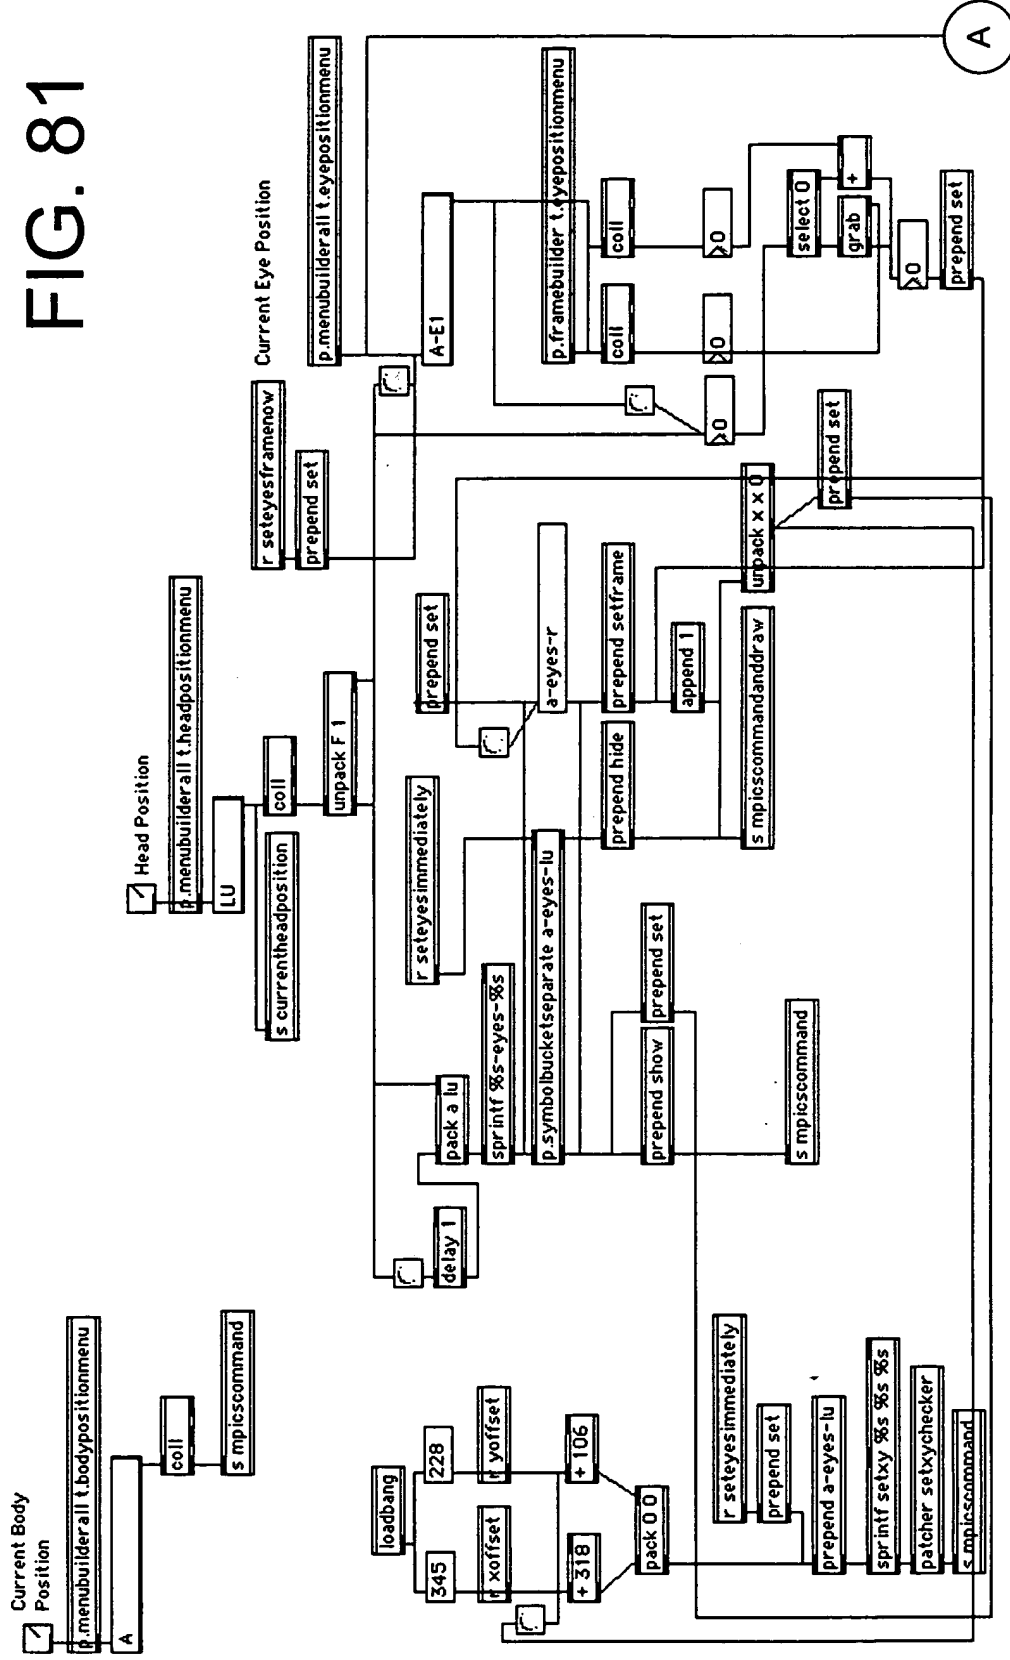 FIG. 81
Current Body
Position
p.menubuilderall t.bodypositionmenu
A
coll
s mpicscommand
Head Position
p.menubuilderall t.headpositionmenu
LU
s currentheadposition
coll
unpack F 1
r seteyesframenow
prepend set
Current Eye Position
p.menubuilderall t.eyepositionmenu
A-E1
p.framebuilder t.eyepositionmenu
coll
coll
>0
>0
>0
select 0
grab
+
>0
prepend set
A
delay 1
pack a lu
sprintf %s-eyes-%s
r seteyesimmediately
prepend set
p.symbolbucketseparate a-eyes-lu
a-eyes-r
prepend show
prepend set
prepend hide
prepend setframe
append 1
s mpicscommand
s mpicscommandanddraw
unpack x x 0
prepend set
loadbang
345
228
r xoffset
r yoffset
+ 318
+ 106
pack 0 0
r seteyesimmediately
prepend set
prepend a-eyes-lu
sprintf setxy %s %s %s
patcher setxychecker
s mpicscommand